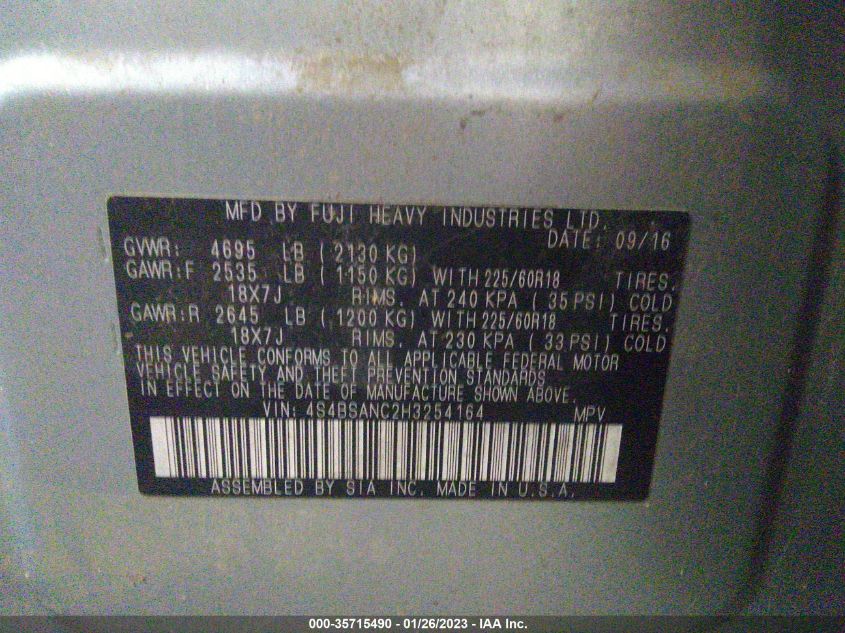 MFD BY FUJI HEAVY INDUSTRIES LTD.
DATE: 09/16
GVWR: 4695 LB ( 2130 KG)
GAWR:F 2535 LB ( 1150 KG) WITH 225/60R18 TIRES.
18X7J RIMS. AT 240 KPA ( 35 PSI) COLD
GAWR:R 2645 LB ( 1200 KG) WITH 225/60R18 TIRES.
18X7J RIMS. AT 230 KPA ( 33 PSI) COLD
THIS VEHICLE CONFORMS TO ALL APPLICABLE FEDERAL MOTOR
VEHICLE SAFETY AND THEFT PREVENTION STANDARDS
IN EFFECT ON THE DATE OF MANUFACTURE SHOWN ABOVE.
VIN: 4S4BSANC2H3254164 MPV
ASSEMBLED BY SIA INC. MADE IN U.S.A.
000-35715490 - 01/26/2023 - IAA Inc.